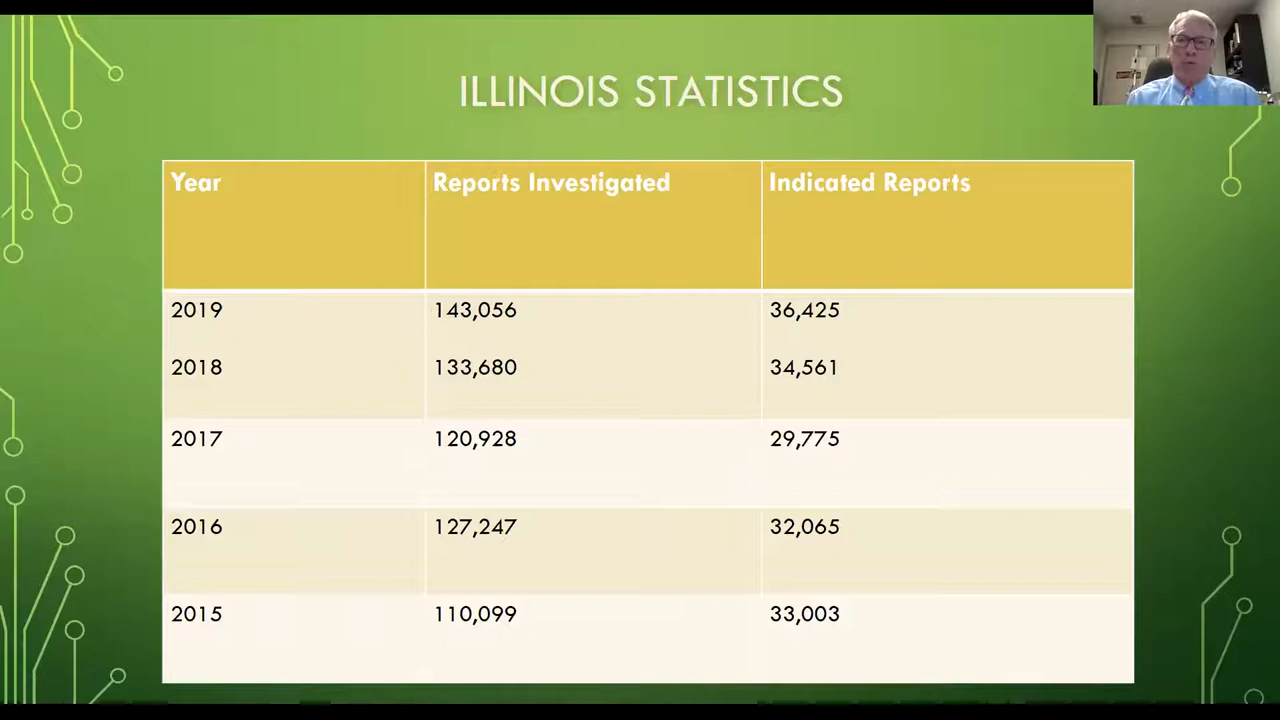 ILLINOIS STATISTICS
Year Reports Investigated Indicated Reports
2019 143,056 36,425
2018 133,680 34,561
2017 120,928 29,775
2016 127,247 32,065
2015 110,099 33,003